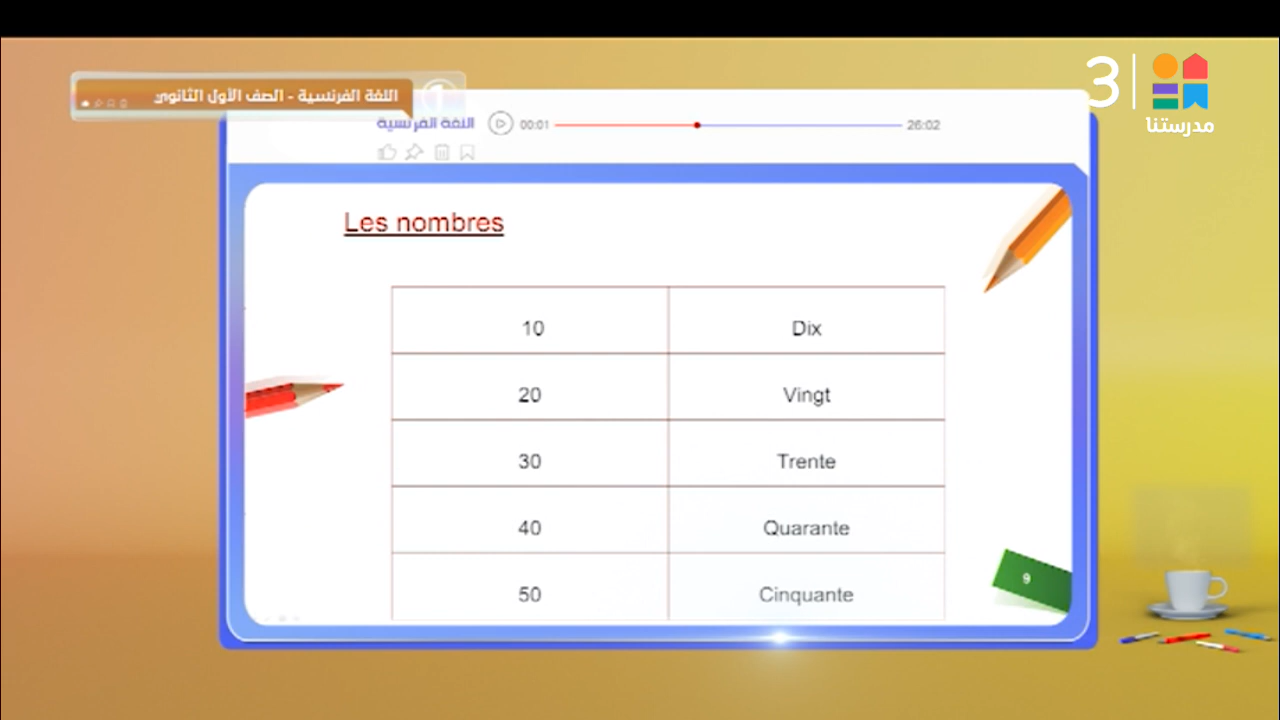 اللغة الفرنسية - الصف الأول الثانوي
1
3
مدرستنا
اللغة الفرنسية
00:01
26:02
Les nombres
10 Dix
20 Vingt
30 Trente
40 Quarante
50 Cinquante
9